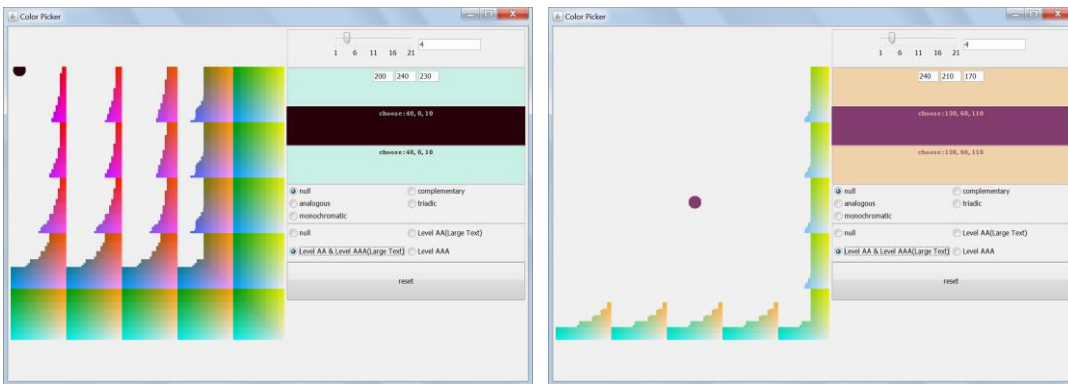 Color Picker
4
1 6 11 16 21
200 240 230
choose:40,0,10
choose:40,0,10
null
complementary
analogous
triadic
monochromatic
null
Level AA(Large Text)
Level AA & Level AAA(Large Text)
Level AAA
reset
Color Picker
4
1 6 11 16 21
240 210 170
choose:130,60,110
choose:130,60,110
null
complementary
analogous
triadic
monochromatic
null
Level AA(Large Text)
Level AA & Level AAA(Large Text)
Level AAA
reset